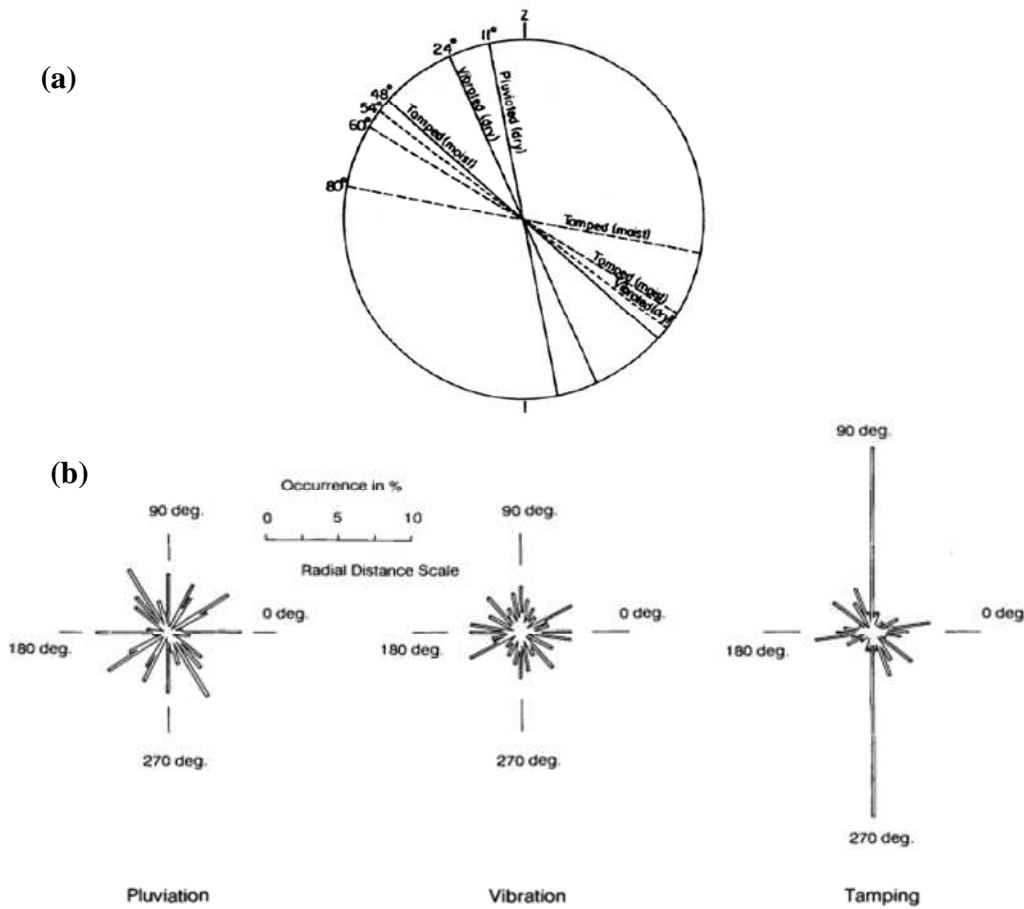 (a)
Z
11°
24°
48°
54°
60°
80°
Pluviated (dry)
Vibrated (dry)
Tamped (moist)
Tamped (moist)
Tamped (moist)
Vibrated (dry)
(b)
90 deg.
Occurrence in %
0 5 10
Radial Distance Scale
90 deg.
0 deg.
180 deg.
270 deg.
90 deg.
0 deg.
180 deg.
270 deg.
0 deg.
180 deg.
270 deg.
Pluviation Vibration Tamping